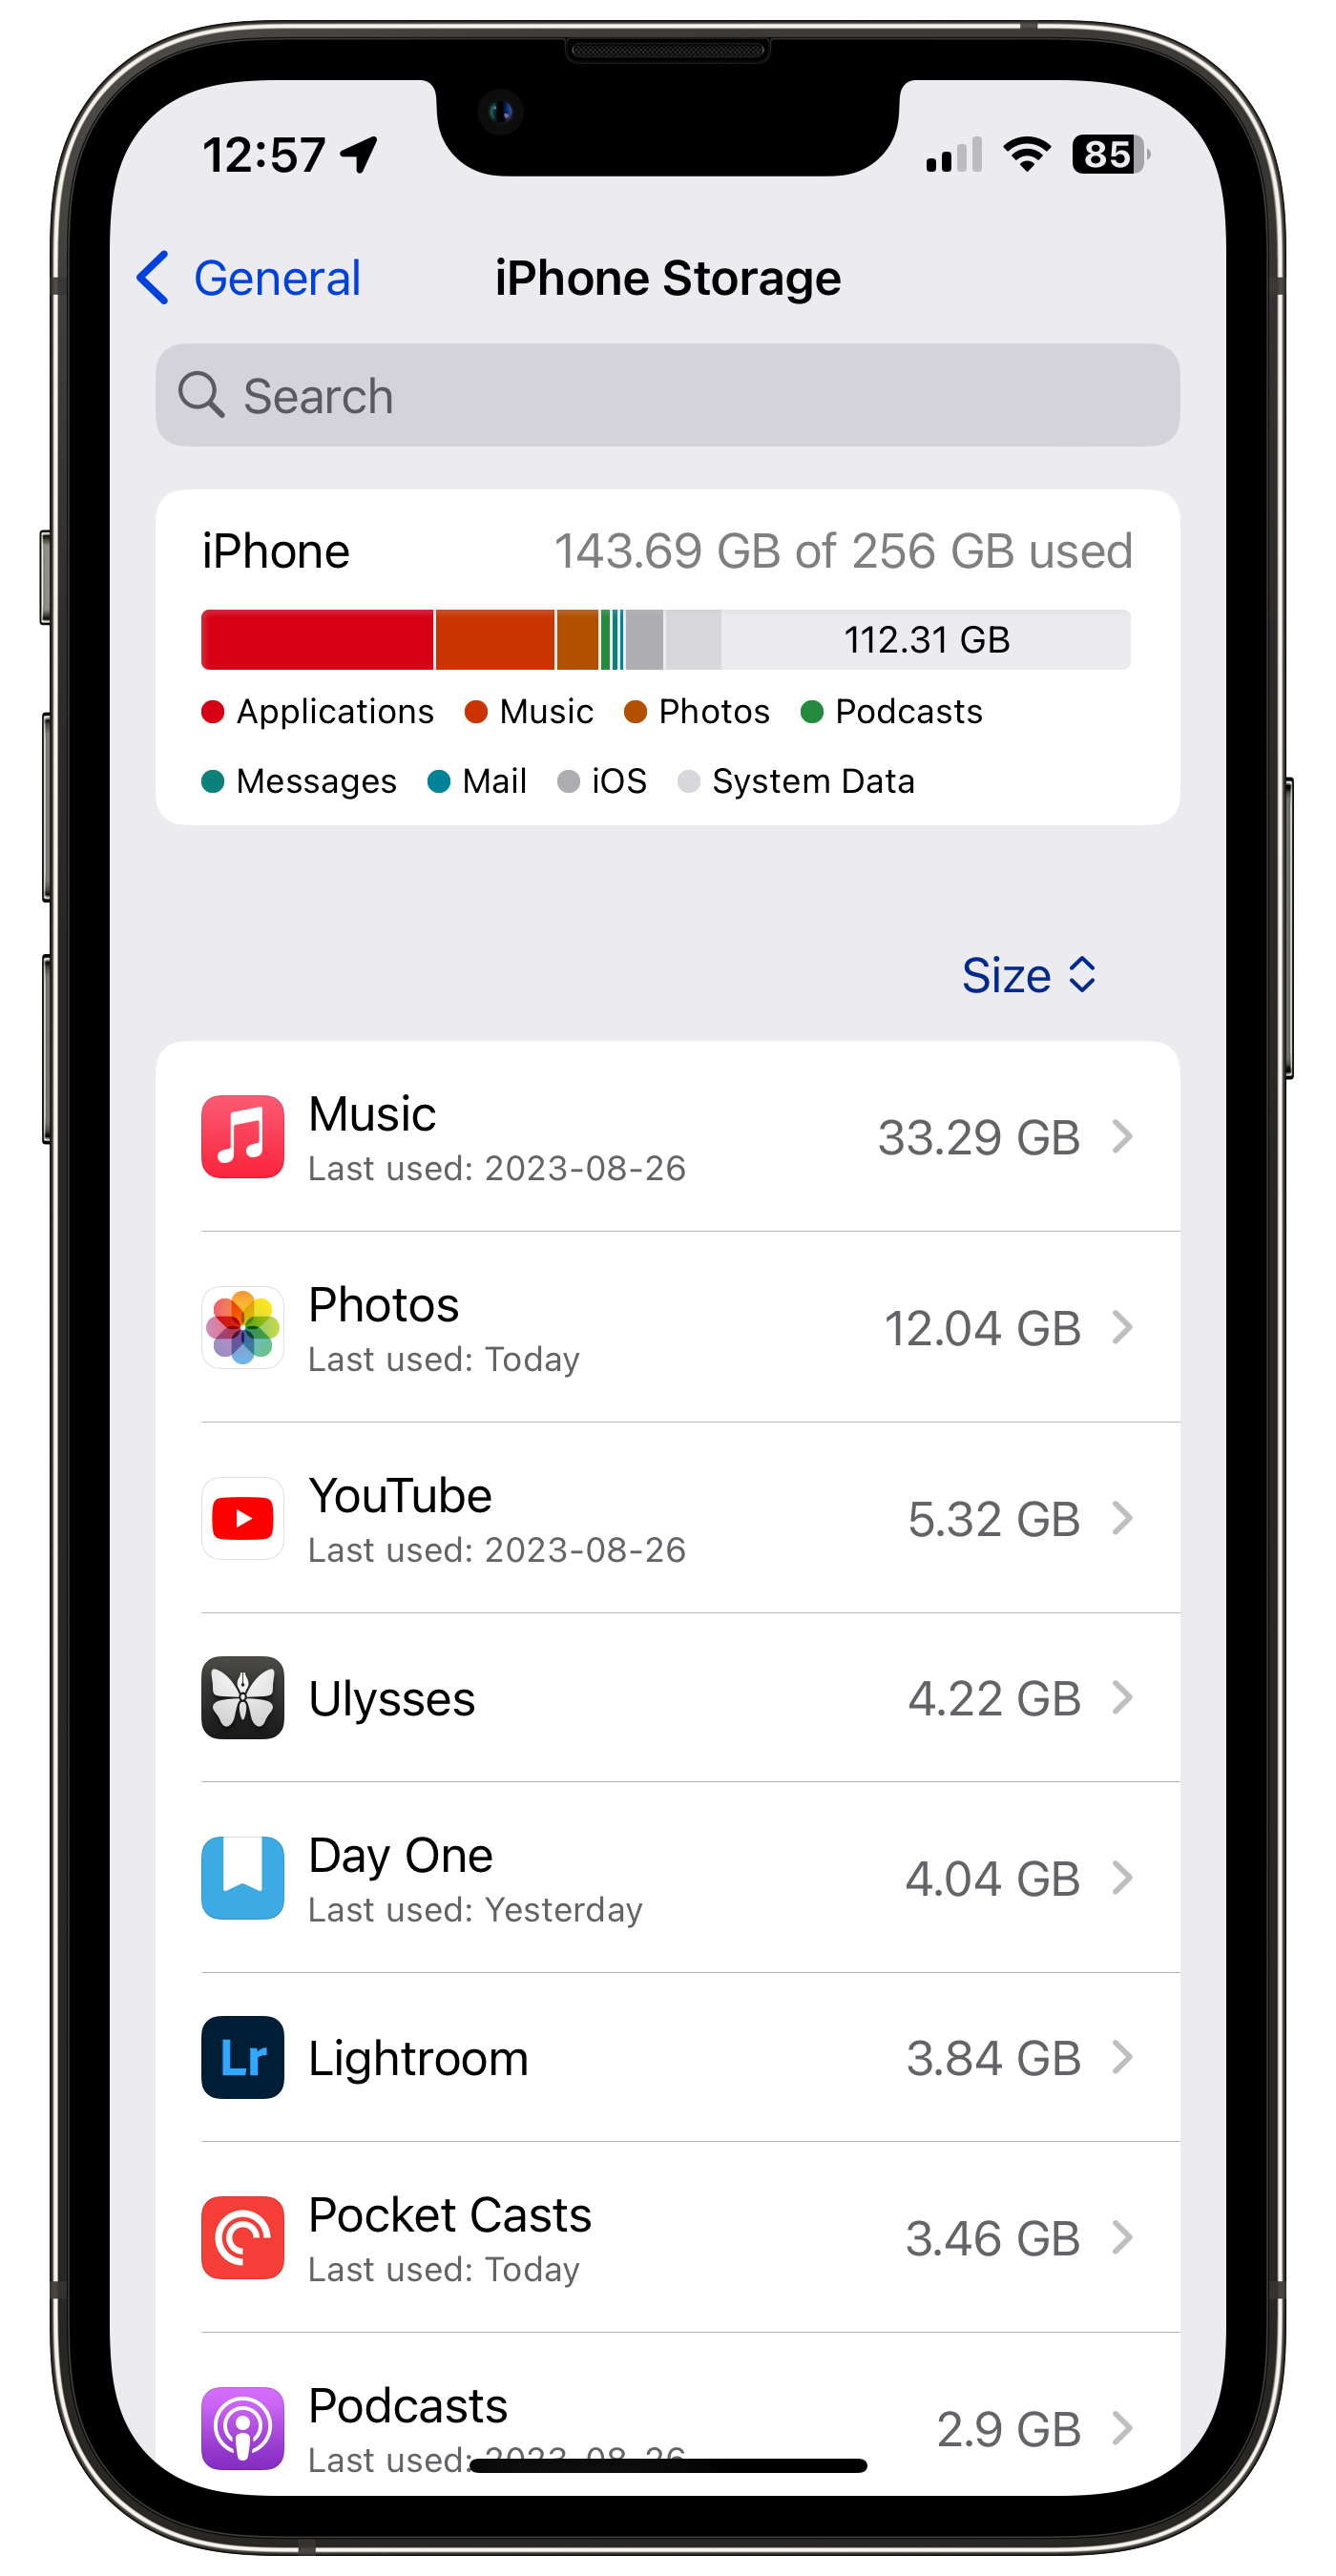 12:57
85
General
iPhone Storage
Search
iPhone
143.69 GB of 256 GB used
112.31 GB
Applications Music Photos Podcasts
Messages Mail iOS System Data
Size
Music
Last used: 2023-08-26
33.29 GB
Photos
Last used: Today
12.04 GB
YouTube
Last used: 2023-08-26
5.32 GB
Ulysses
4.22 GB
Day One
Last used: Yesterday
4.04 GB
Lr
Lightroom
3.84 GB
Pocket Casts
Last used: Today
3.46 GB
Podcasts
Last used:
2.9 GB